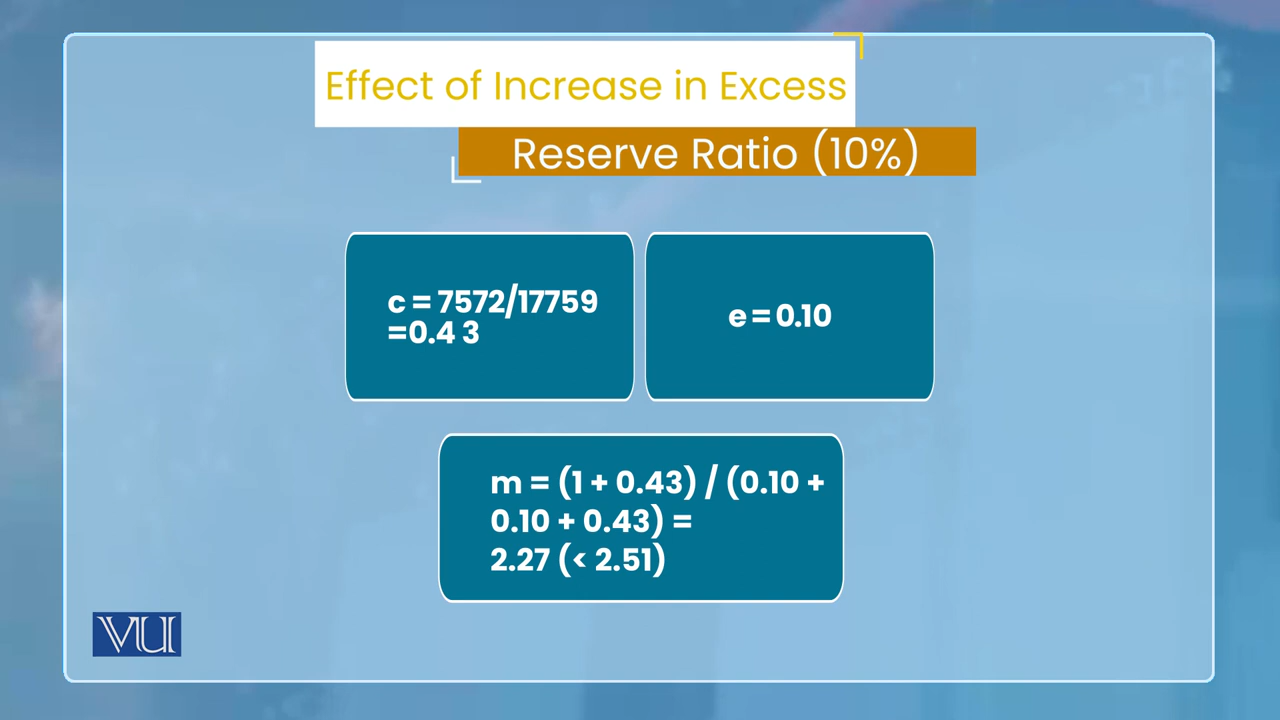 Effect of Increase in Excess
Reserve Ratio (10%)
c = 7572/17759
=0.4 3
e = 0.10
m = (1 + 0.43) / (0.10 +
0.10 + 0.43) =
2.27 (< 2.51)
VU